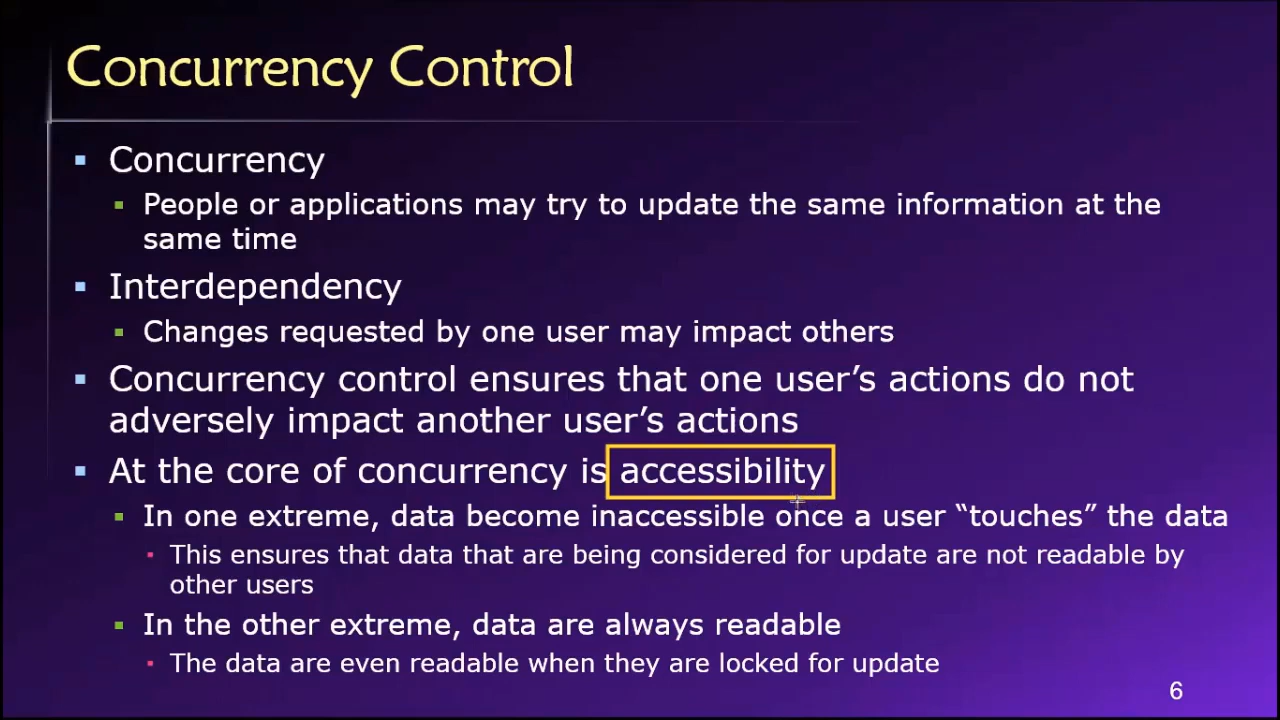 Concurrency Control
Concurrency
People or applications may try to update the same information at the
same time
Interdependency
Changes requested by one user may impact others
Concurrency control ensures that one user’s actions do not
adversely impact another user’s actions
At the core of concurrency is accessibility
In one extreme, data become inaccessible once a user “touches” the data
This ensures that data that are being considered for update are not readable by
other users
In the other extreme, data are always readable
The data are even readable when they are locked for update
6